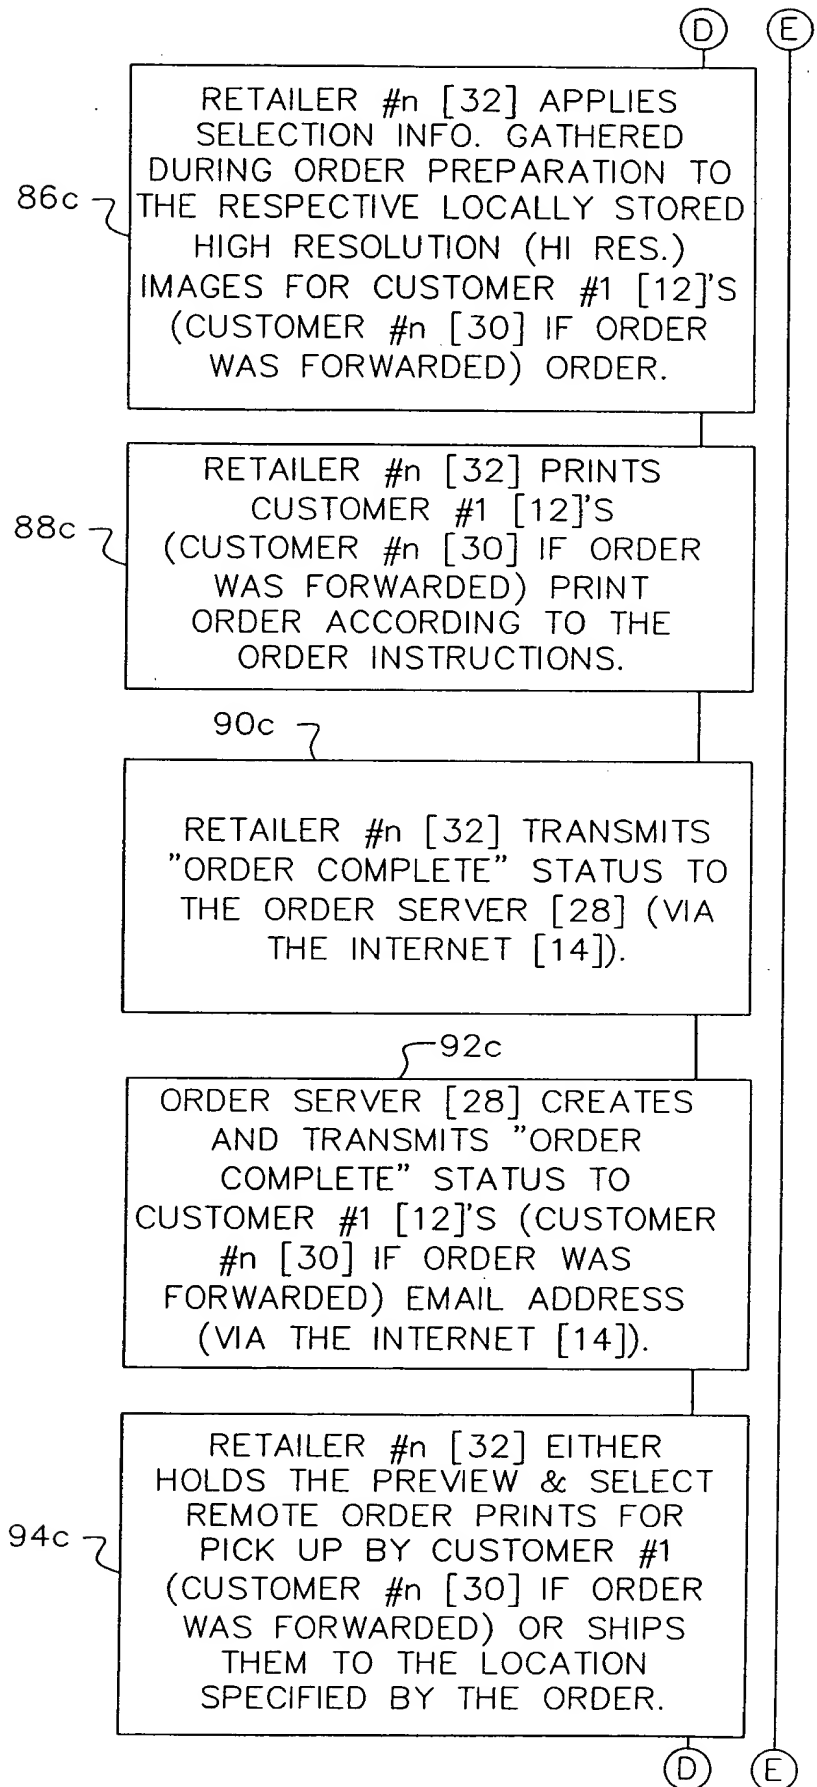 D E
86c
RETAILER #n [32] APPLIES
SELECTION INFO. GATHERED
DURING ORDER PREPARATION TO
THE RESPECTIVE LOCALLY STORED
HIGH RESOLUTION (HI RES.)
IMAGES FOR CUSTOMER #1 [12]'S
(CUSTOMER #n [30] IF ORDER
WAS FORWARDED) ORDER.
88c
RETAILER #n [32] PRINTS
CUSTOMER #1 [12]'S
(CUSTOMER #n [30] IF ORDER
WAS FORWARDED) PRINT
ORDER ACCORDING TO THE
ORDER INSTRUCTIONS.
90c
RETAILER #n [32] TRANSMITS
"ORDER COMPLETE" STATUS TO
THE ORDER SERVER [28] (VIA
THE INTERNET [14]).
92c
ORDER SERVER [28] CREATES
AND TRANSMITS "ORDER
COMPLETE" STATUS TO
CUSTOMER #1 [12]'S (CUSTOMER
#n [30] IF ORDER WAS
FORWARDED) EMAIL ADDRESS
(VIA THE INTERNET [14]).
94c
RETAILER #n [32] EITHER
HOLDS THE PREVIEW & SELECT
REMOTE ORDER PRINTS FOR
PICK UP BY CUSTOMER #1
(CUSTOMER #n [30] IF ORDER
WAS FORWARDED) OR SHIPS
THEM TO THE LOCATION
SPECIFIED BY THE ORDER.
D E